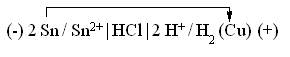 (-) 2 Sn / Sn²⁺ | HCl | 2 H⁺ / H₂ (Cu) (+)